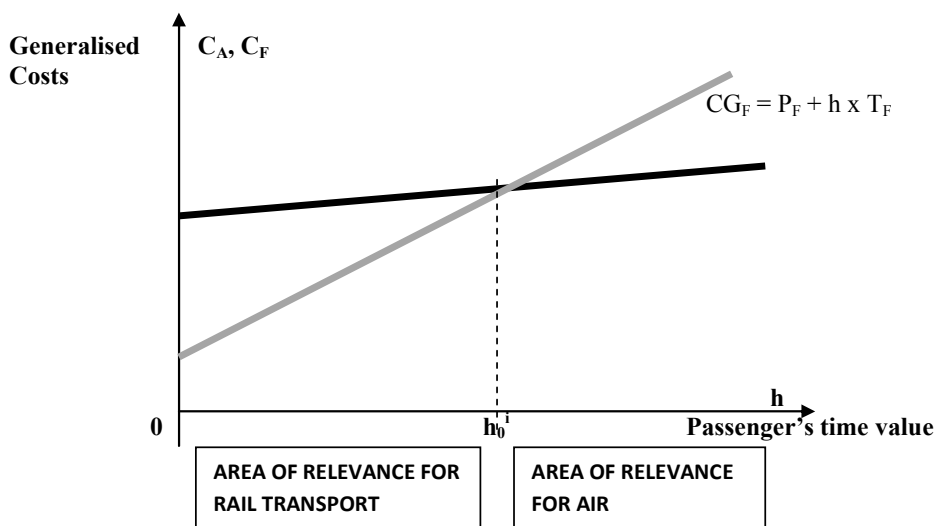 Generalised
Costs
C_A, C_F
CG_F = P_F + h x T_F
h
0
h_0^i
Passenger's time value
AREA OF RELEVANCE FOR
RAIL TRANSPORT
AREA OF RELEVANCE
FOR AIR